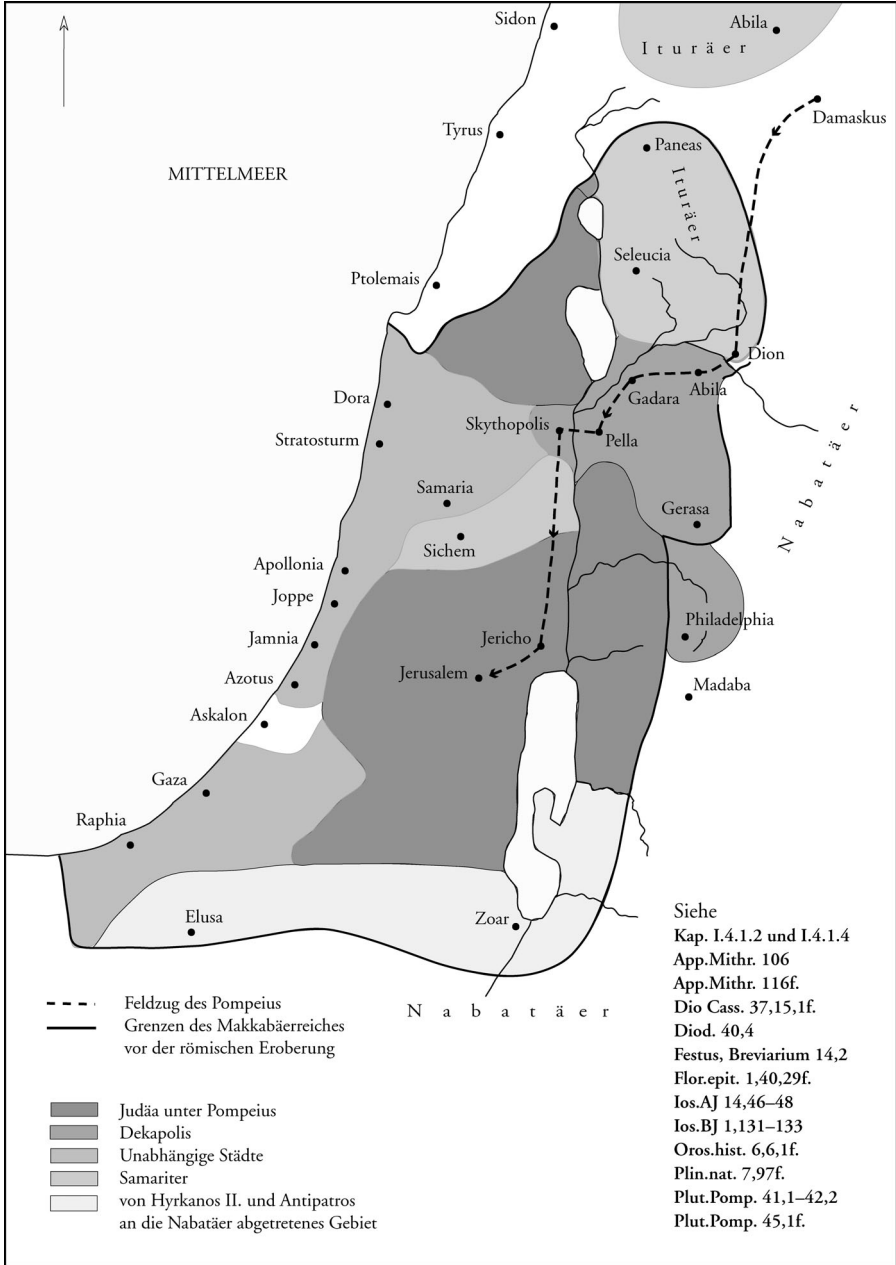 Sidon
Abila
Ituräer
Damaskus
Tyrus
Paneas
MITTELMEER
Ituräer
Seleucia
Ptolemais
Dion
Abila
Gadara
Dora
Skythopolis
Pella
Stratosturm
Nabatäer
Samaria
Gerasa
Sichem
Apollonia
Joppe
Philadelphia
Jamnia
Jericho
Jerusalem
Azotus
Madaba
Askalon
Gaza
Raphia
Elusa
Zoar
Nabatäer
Feldzug des Pompeius
Grenzen des Makkabäerreiches
vor der römischen Eroberung
Judäa unter Pompeius
Dekapolis
Unabhängige Städte
Samariter
von Hyrkanos II. und Antipatros
an die Nabatäer abgetretenes Gebiet
Siehe
Kap. I.4.1.2 und I.4.1.4
App.Mithr. 106
App.Mithr. 116f.
Dio Cass. 37,15,1f.
Diod. 40,4
Festus, Breviarium 14,2
Flor.epit. 1,40,29f.
Ios.AJ 14,46–48
Ios.BJ 1,131–133
Oros.hist. 6,6,1f.
Plin.nat. 7,97f.
Plut.Pomp. 41,1–42,2
Plut.Pomp. 45,1f.